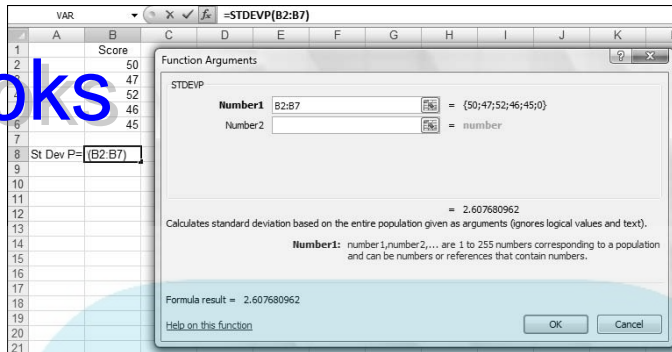 VAR =STDEVP(B2:B7)
A B C D E F G H I J K
1 Score
2 50
47
52
46
6 45
7
8 St Dev P= (B2:B7)
9
10
11
12
13
14
15
16
17
18
19
20
21
oks
Function Arguments
STDEVP
Number1 B2:B7 = {50;47;52;46;45;0}
Number2 = number
= 2.607680962
Calculates standard deviation based on the entire population given as arguments (ignores logical values and text).
Number1: number1,number2,... are 1 to 255 numbers corresponding to a population
and can be numbers or references that contain numbers.
Formula result = 2.607680962
Help on this function OK Cancel